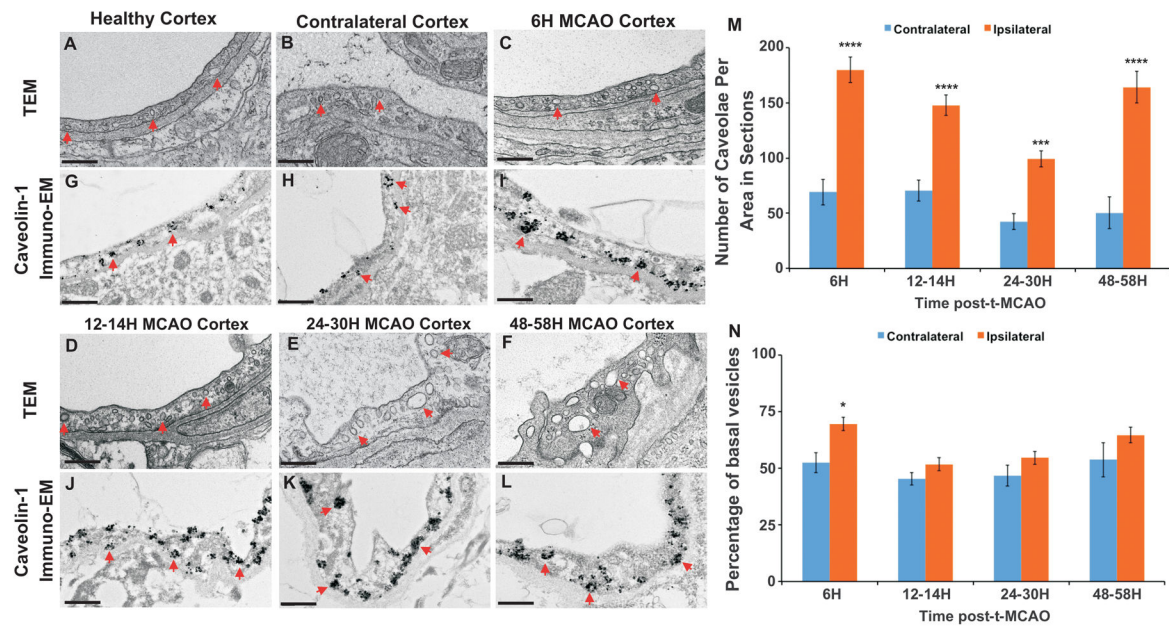 Healthy Cortex
Contralateral Cortex
6H MCAO Cortex
TEM
A
B
C
Caveolin-1
Immuno-EM
G
H
I
12-14H MCAO Cortex
24-30H MCAO Cortex
48-58H MCAO Cortex
TEM
D
E
F
Caveolin-1
Immuno-EM
J
K
L
M
Contralateral
Ipsilateral
Number of Caveolae Per
Area in Sections
200
150
100
50
0
****
****
***
****
6H
12-14H
24-30H
48-58H
Time post-t-MCAO
N
Contralateral
Ipsilateral
Percentage of basal vesicles
100
75
50
25
0
*
6H
12-14H
24-30H
48-58H
Time post-t-MCAO